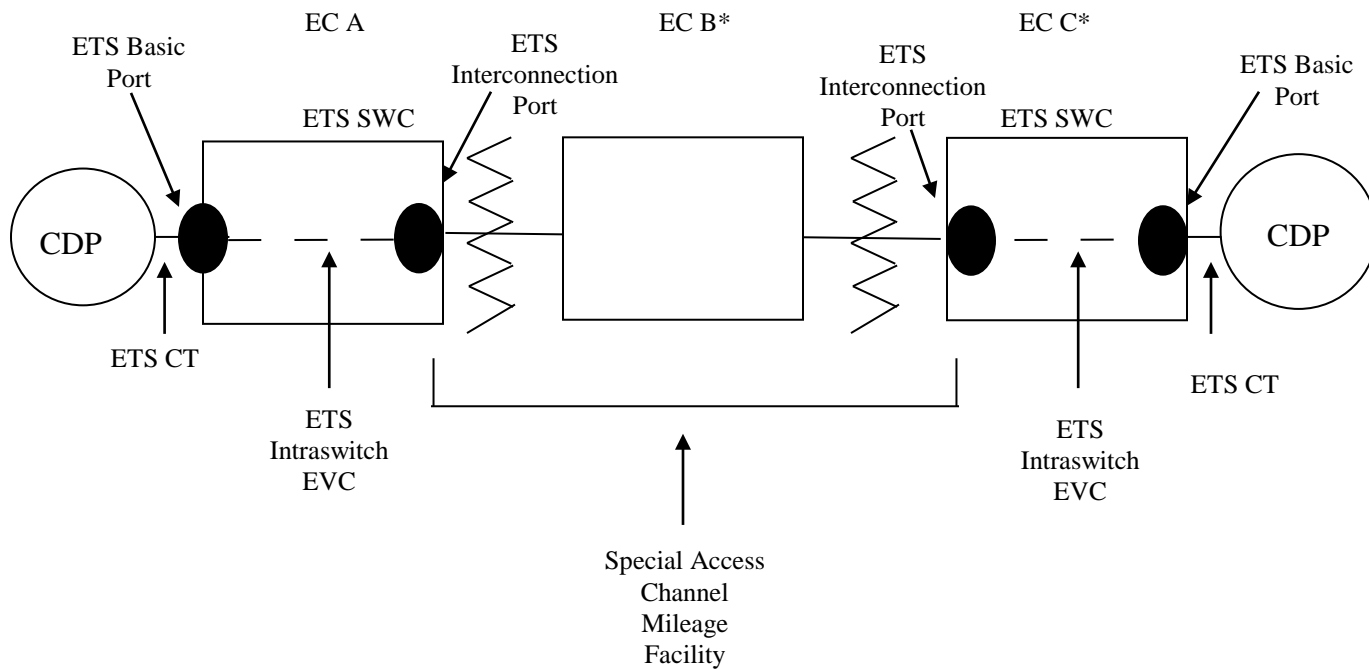 EC A
EC B*
EC C*
ETS Basic
Port
ETS
Interconnection
Port
ETS
Interconnection
Port
ETS Basic
Port
ETS SWC
ETS SWC
CDP
CDP
ETS CT
ETS CT
ETS
Intraswitch
EVC
ETS
Intraswitch
EVC
Special Access
Channel
Mileage
Facility